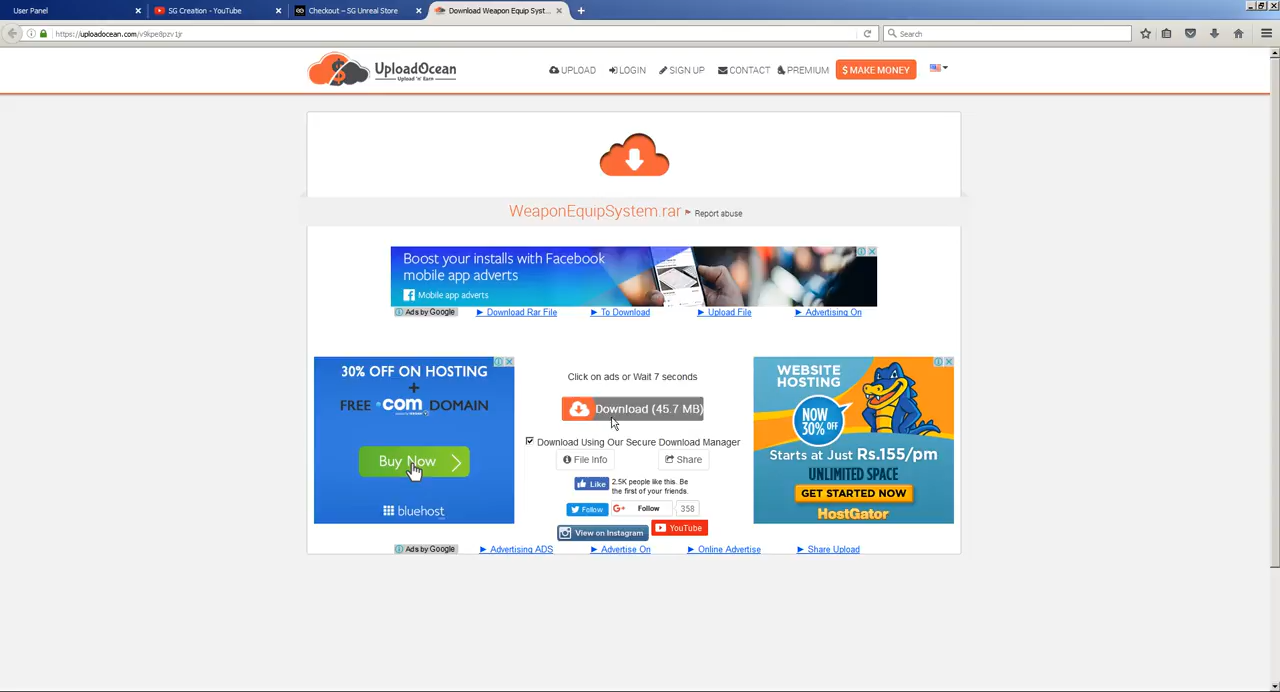 User Panel
SG Creation - YouTube
Checkout – SG Unreal Store
Download Weapon Equip Syst...
https://uploadocean.com/v9kpe8pzv1jr
Search
UploadOcean
Upload 'n' Earn
UPLOAD
LOGIN
SIGN UP
CONTACT
PREMIUM
$ MAKE MONEY
WeaponEquipSystem.rar
Report abuse
Boost your installs with Facebook
mobile app adverts
Mobile app adverts
Ads by Google
► Download Rar File
► To Download
► Upload File
► Advertising On
30% OFF ON HOSTING
+
FREE .com DOMAIN
Buy Now
bluehost
Click on ads or Wait 7 seconds
Download (45.7 MB)
Download Using Our Secure Download Manager
File Info
Share
Like
2.5K people like this. Be
the first of your friends.
Follow
G+ Follow
358
View on Instagram
YouTube
WEBSITE
HOSTING
NOW
30% OFF
Starts at Just Rs.155/pm
UNLIMITED SPACE
GET STARTED NOW
HostGator
Ads by Google
► Advertising ADS
► Advertise On
► Online Advertise
► Share Upload